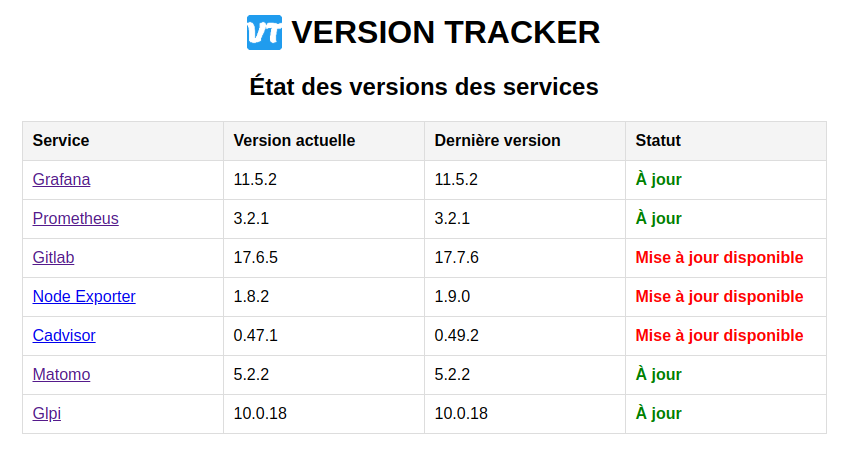 VT VERSION TRACKER
État des versions des services
Service Version actuelle Dernière version Statut
Grafana 11.5.2 11.5.2 À jour
Prometheus 3.2.1 3.2.1 À jour
Gitlab 17.6.5 17.7.6 Mise à jour disponible
Node Exporter 1.8.2 1.9.0 Mise à jour disponible
Cadvisor 0.47.1 0.49.2 Mise à jour disponible
Matomo 5.2.2 5.2.2 À jour
Glpi 10.0.18 10.0.18 À jour